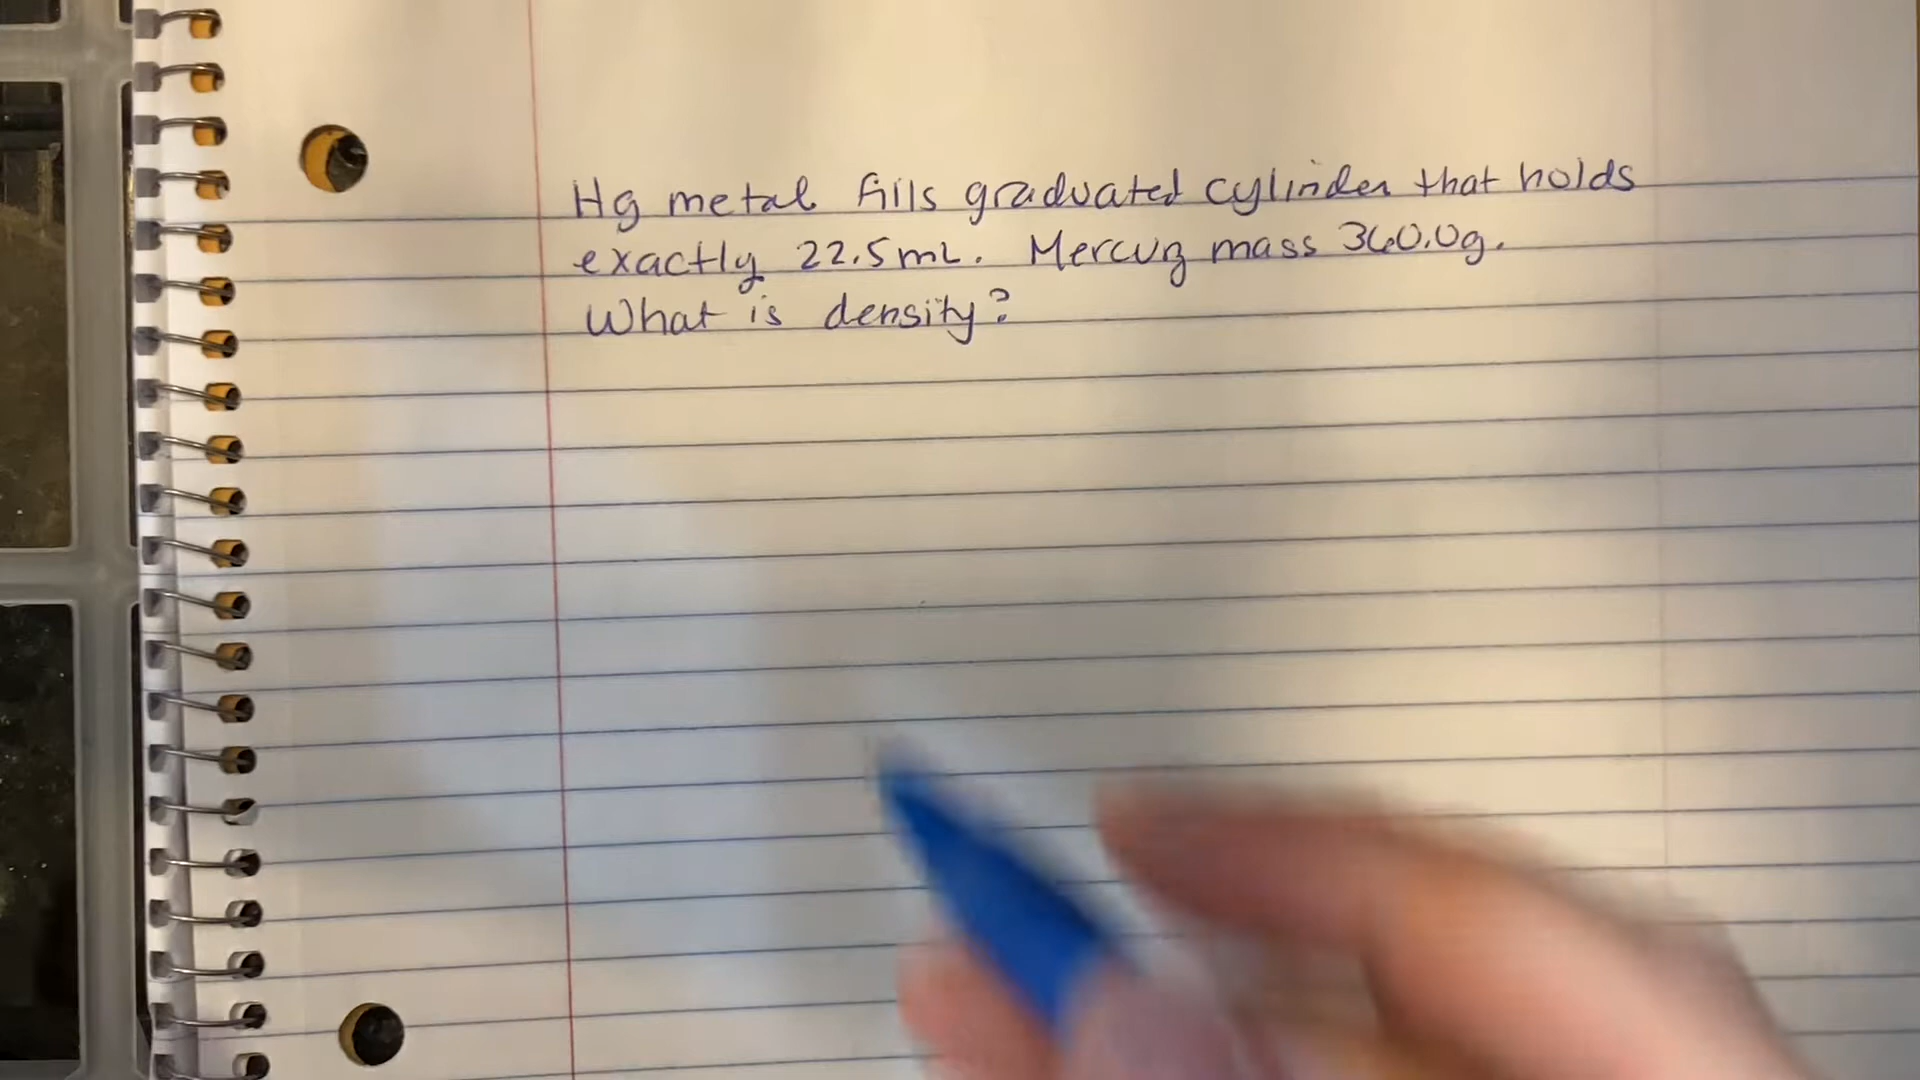 Hg metal fills graduated cylinder that holds
exactly 22.5mL. Mercury mass 360.0g.
What is density?